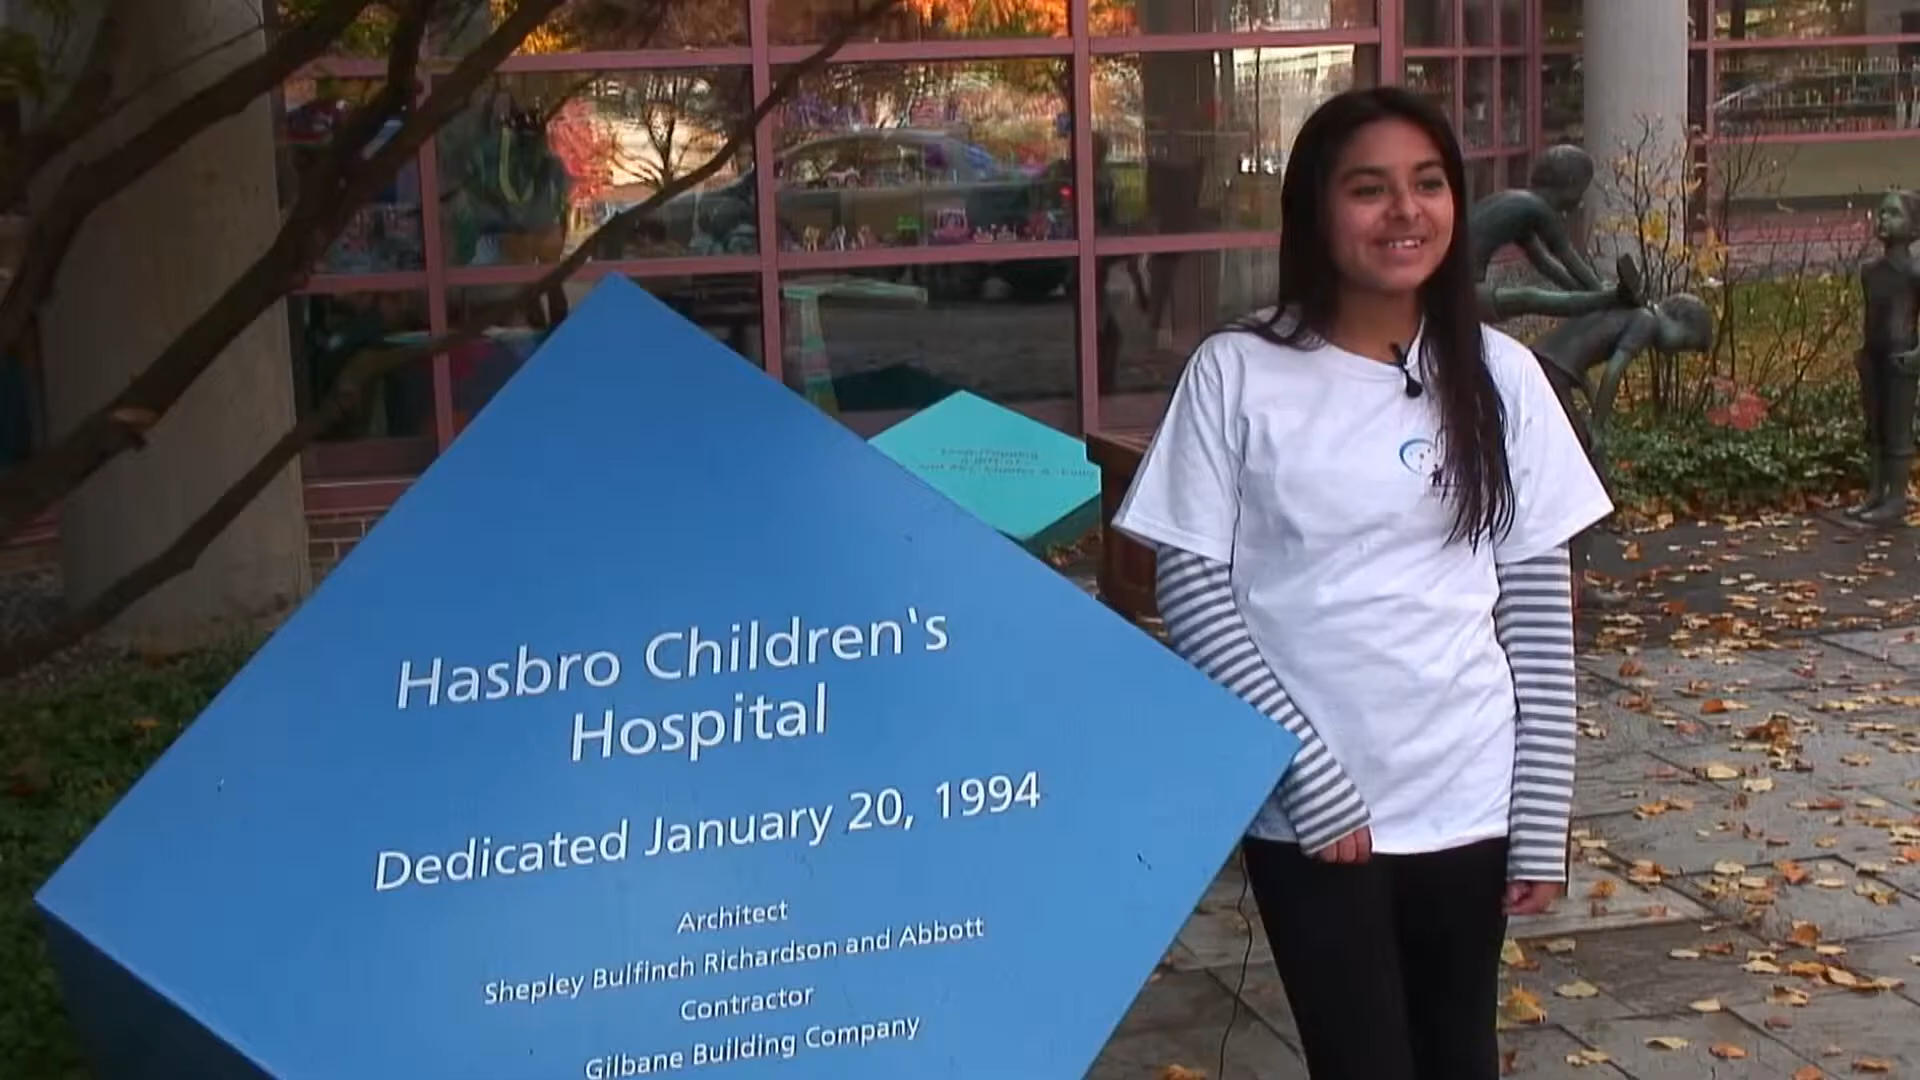 Hasbro Children's
Hospital
Dedicated January 20, 1994
Architect
Shepley Bulfinch Richardson and Abbott
Contractor
Gilbane Building Company